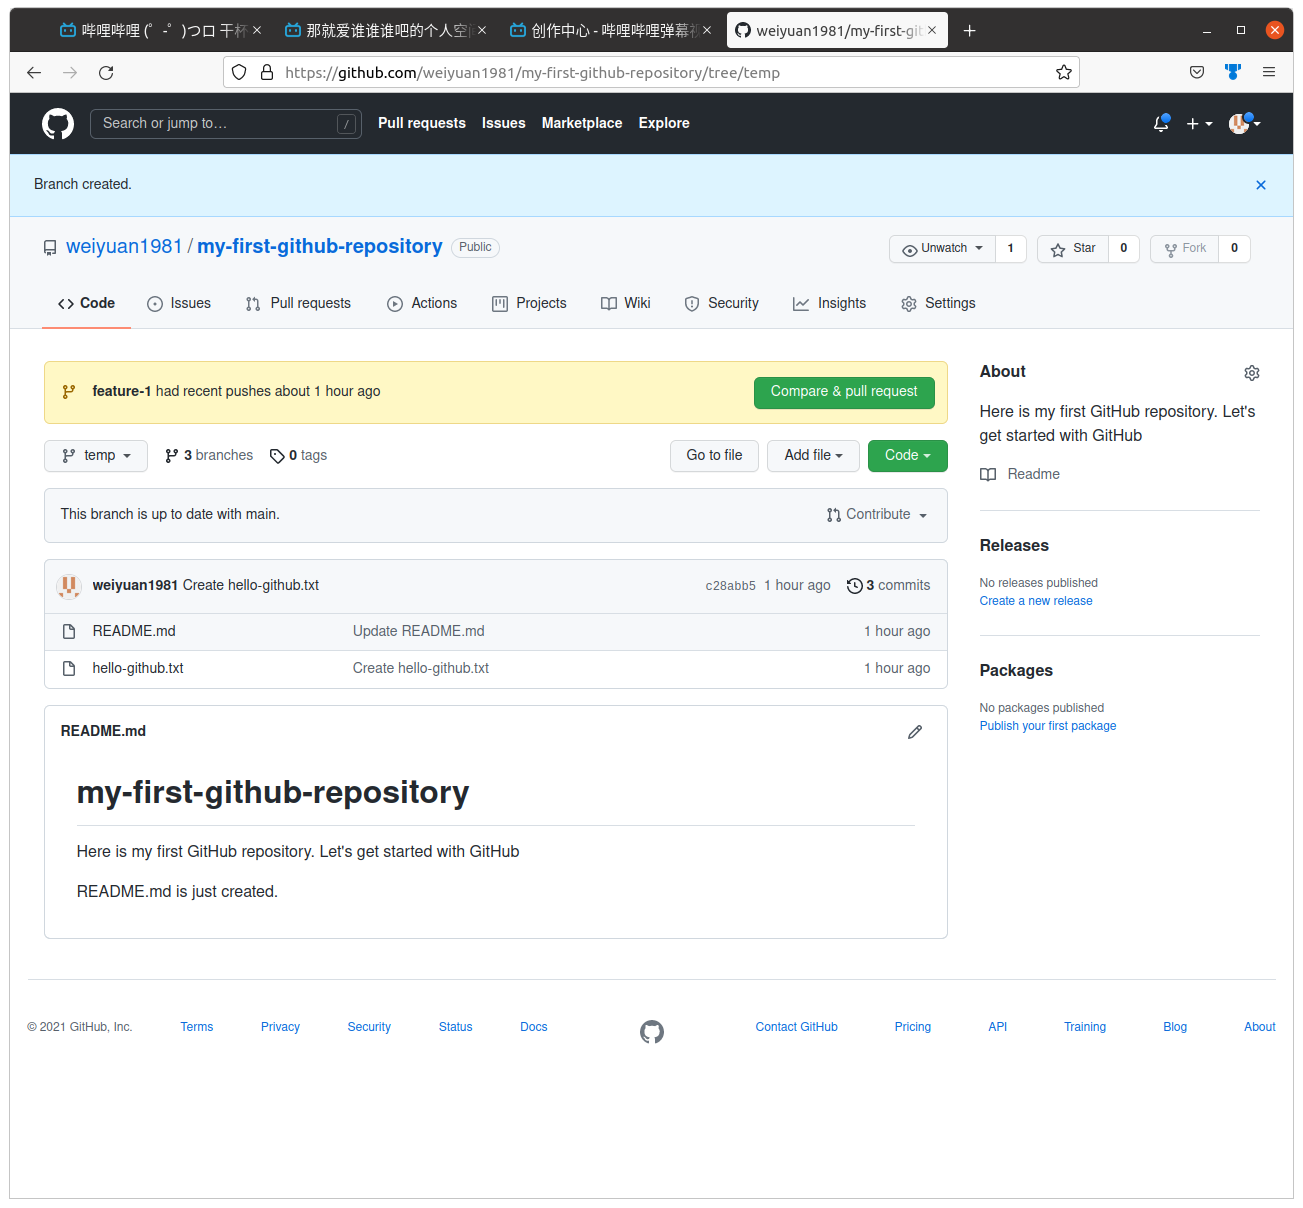 哔哩哔哩 (゜-゜)つロ 干杯
那就爱谁谁谁吧的个人空
创作中心 - 哔哩哔哩弹幕视
weiyuan1981/my-first-git
https://github.com/weiyuan1981/my-first-github-repository/tree/temp
Search or jump to… / Pull requests Issues Marketplace Explore
Branch created.
weiyuan1981 / my-first-github-repository Public Unwatch 1 Star 0 Fork 0
Code Issues Pull requests Actions Projects Wiki Security Insights Settings
feature-1 had recent pushes about 1 hour ago Compare & pull request
temp 3 branches 0 tags Go to file Add file Code
This branch is up to date with main. Contribute
weiyuan1981 Create hello-github.txt c28abb5 1 hour ago 3 commits
README.md Update README.md 1 hour ago
hello-github.txt Create hello-github.txt 1 hour ago
README.md
my-first-github-repository
Here is my first GitHub repository. Let's get started with GitHub
README.md is just created.
About
Here is my first GitHub repository. Let's
get started with GitHub
Readme
Releases
No releases published
Create a new release
Packages
No packages published
Publish your first package
© 2021 GitHub, Inc. Terms Privacy Security Status Docs Contact GitHub Pricing API Training Blog About